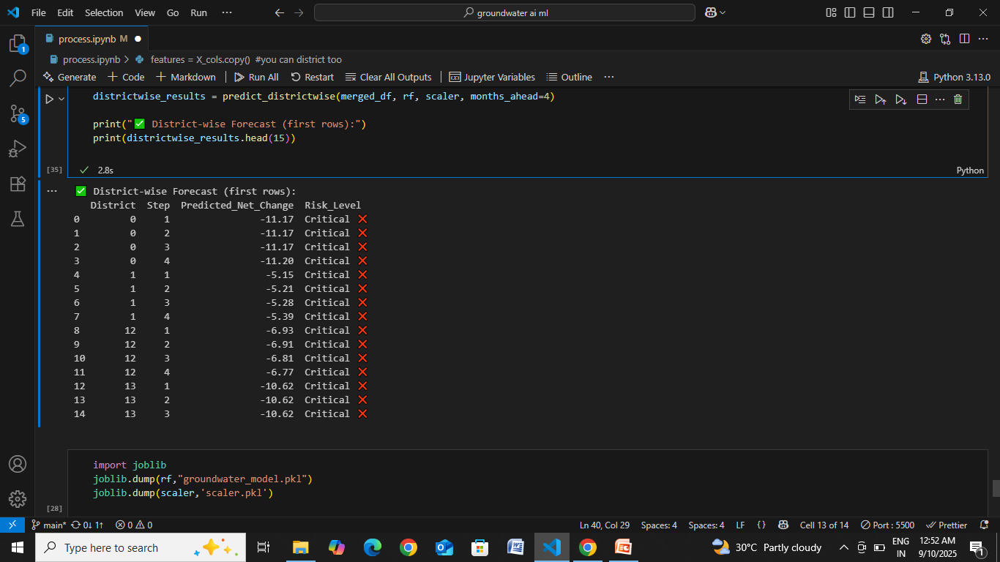 File Edit Selection View Go Run ···
groundwater ai ml
process.ipynb M
process.ipynb > features = X_cols.copy() #you can district too
Generate + Code + Markdown Run All Restart Clear All Outputs Jupyter Variables Outline ··· Python 3.13.0
districtwise_results = predict_districtwise(merged_df, rf, scaler, months_ahead=4)
print("✅ District-wise Forecast (first rows):")
print(districtwise_results.head(15))
[35] ✓ 2.8s Python
✅ District-wise Forecast (first rows):
District Step Predicted_Net_Change Risk_Level
0 0 1 -11.17 Critical ❌
1 0 2 -11.17 Critical ❌
2 0 3 -11.17 Critical ❌
3 0 4 -11.20 Critical ❌
4 1 1 -5.15 Critical ❌
5 1 2 -5.21 Critical ❌
6 1 3 -5.28 Critical ❌
7 1 4 -5.39 Critical ❌
8 12 1 -6.93 Critical ❌
9 12 2 -6.91 Critical ❌
10 12 3 -6.81 Critical ❌
11 12 4 -6.77 Critical ❌
12 13 1 -10.62 Critical ❌
13 13 2 -10.62 Critical ❌
14 13 3 -10.62 Critical ❌
import joblib
joblib.dump(rf,"groundwater_model.pkl")
joblib.dump(scaler,'scaler.pkl')
[28]
1
5
main* 0↓ 1↑ 0 0 Ln 40, Col 29 Spaces: 4 Spaces: 4 LF {} Cell 13 of 14 Port : 5500 Prettier
Type here to search 30°C Partly cloudy ENG IN 12:52 AM 9/10/2025 1